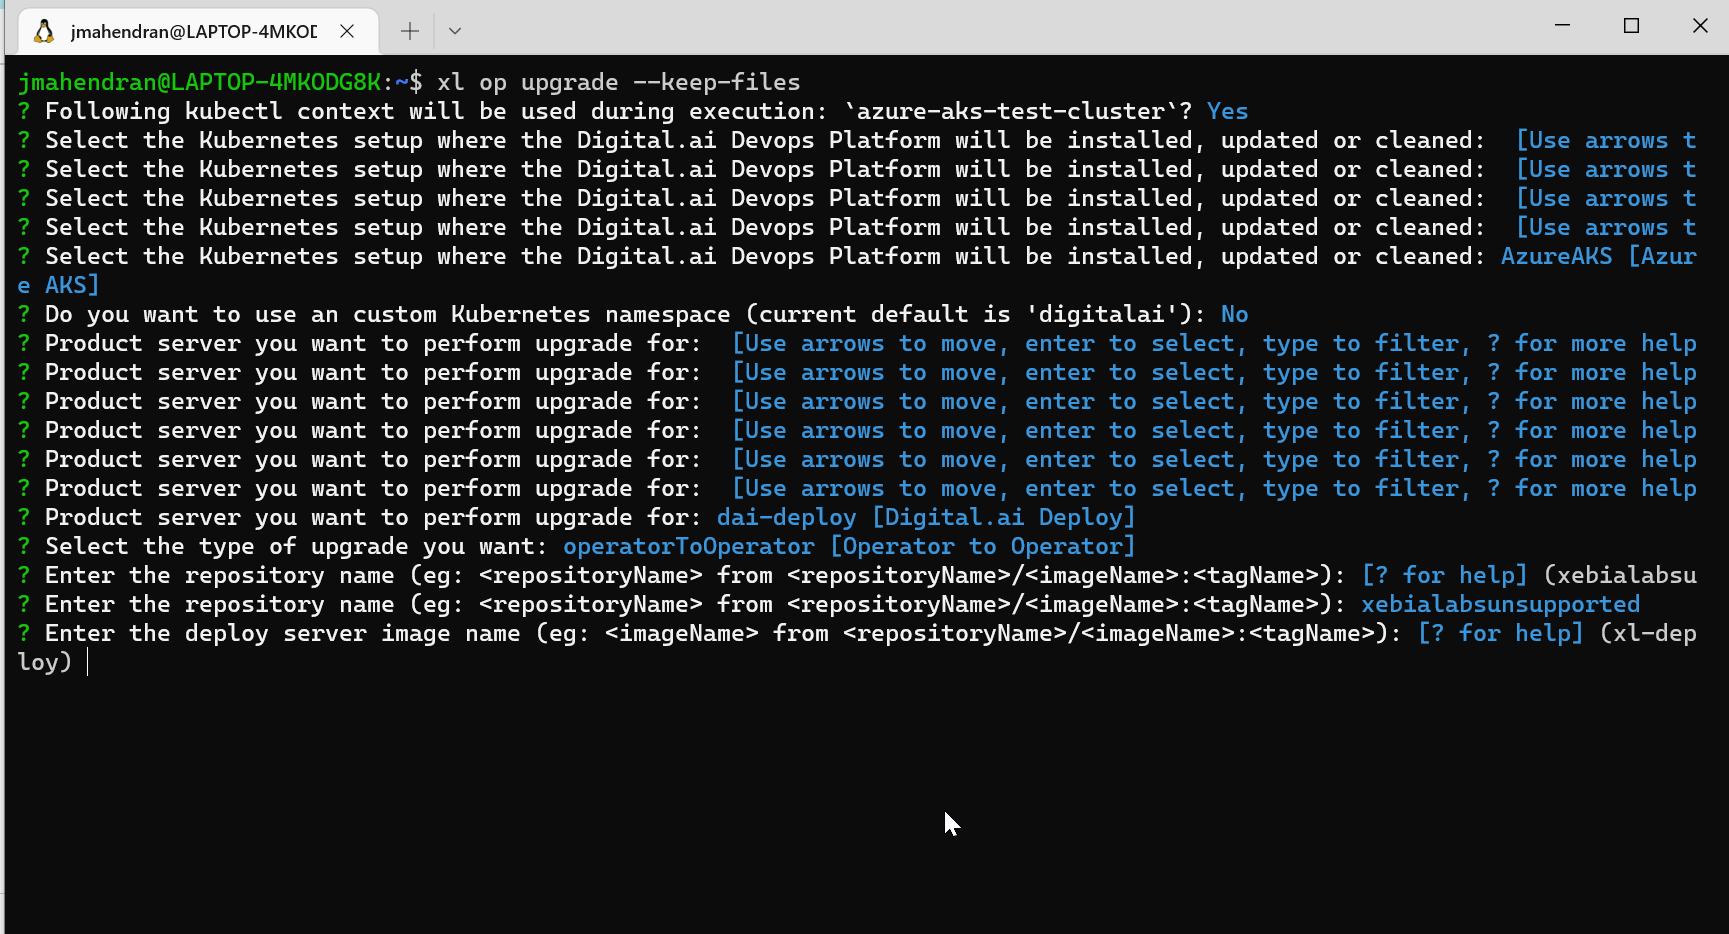 jmahendran@LAPTOP-4MKOD
jmahendran@LAPTOP-4MKODG8K:~$ xl op upgrade --keep-files
? Following kubectl context will be used during execution: `azure-aks-test-cluster`? Yes
? Select the Kubernetes setup where the Digital.ai Devops Platform will be installed, updated or cleaned:  [Use arrows t
? Select the Kubernetes setup where the Digital.ai Devops Platform will be installed, updated or cleaned:  [Use arrows t
? Select the Kubernetes setup where the Digital.ai Devops Platform will be installed, updated or cleaned:  [Use arrows t
? Select the Kubernetes setup where the Digital.ai Devops Platform will be installed, updated or cleaned:  [Use arrows t
? Select the Kubernetes setup where the Digital.ai Devops Platform will be installed, updated or cleaned: AzureAKS [Azur
e AKS]
? Do you want to use an custom Kubernetes namespace (current default is 'digitalai'): No
? Product server you want to perform upgrade for:  [Use arrows to move, enter to select, type to filter, ? for more help
? Product server you want to perform upgrade for:  [Use arrows to move, enter to select, type to filter, ? for more help
? Product server you want to perform upgrade for:  [Use arrows to move, enter to select, type to filter, ? for more help
? Product server you want to perform upgrade for:  [Use arrows to move, enter to select, type to filter, ? for more help
? Product server you want to perform upgrade for:  [Use arrows to move, enter to select, type to filter, ? for more help
? Product server you want to perform upgrade for:  [Use arrows to move, enter to select, type to filter, ? for more help
? Product server you want to perform upgrade for: dai-deploy [Digital.ai Deploy]
? Select the type of upgrade you want: operatorToOperator [Operator to Operator]
? Enter the repository name (eg: <repositoryName> from <repositoryName>/<imageName>:<tagName>): [? for help] (xebialabsu
? Enter the repository name (eg: <repositoryName> from <repositoryName>/<imageName>:<tagName>): xebialabsunsupported
? Enter the deploy server image name (eg: <imageName> from <repositoryName>/<imageName>:<tagName>): [? for help] (xl-dep
loy)